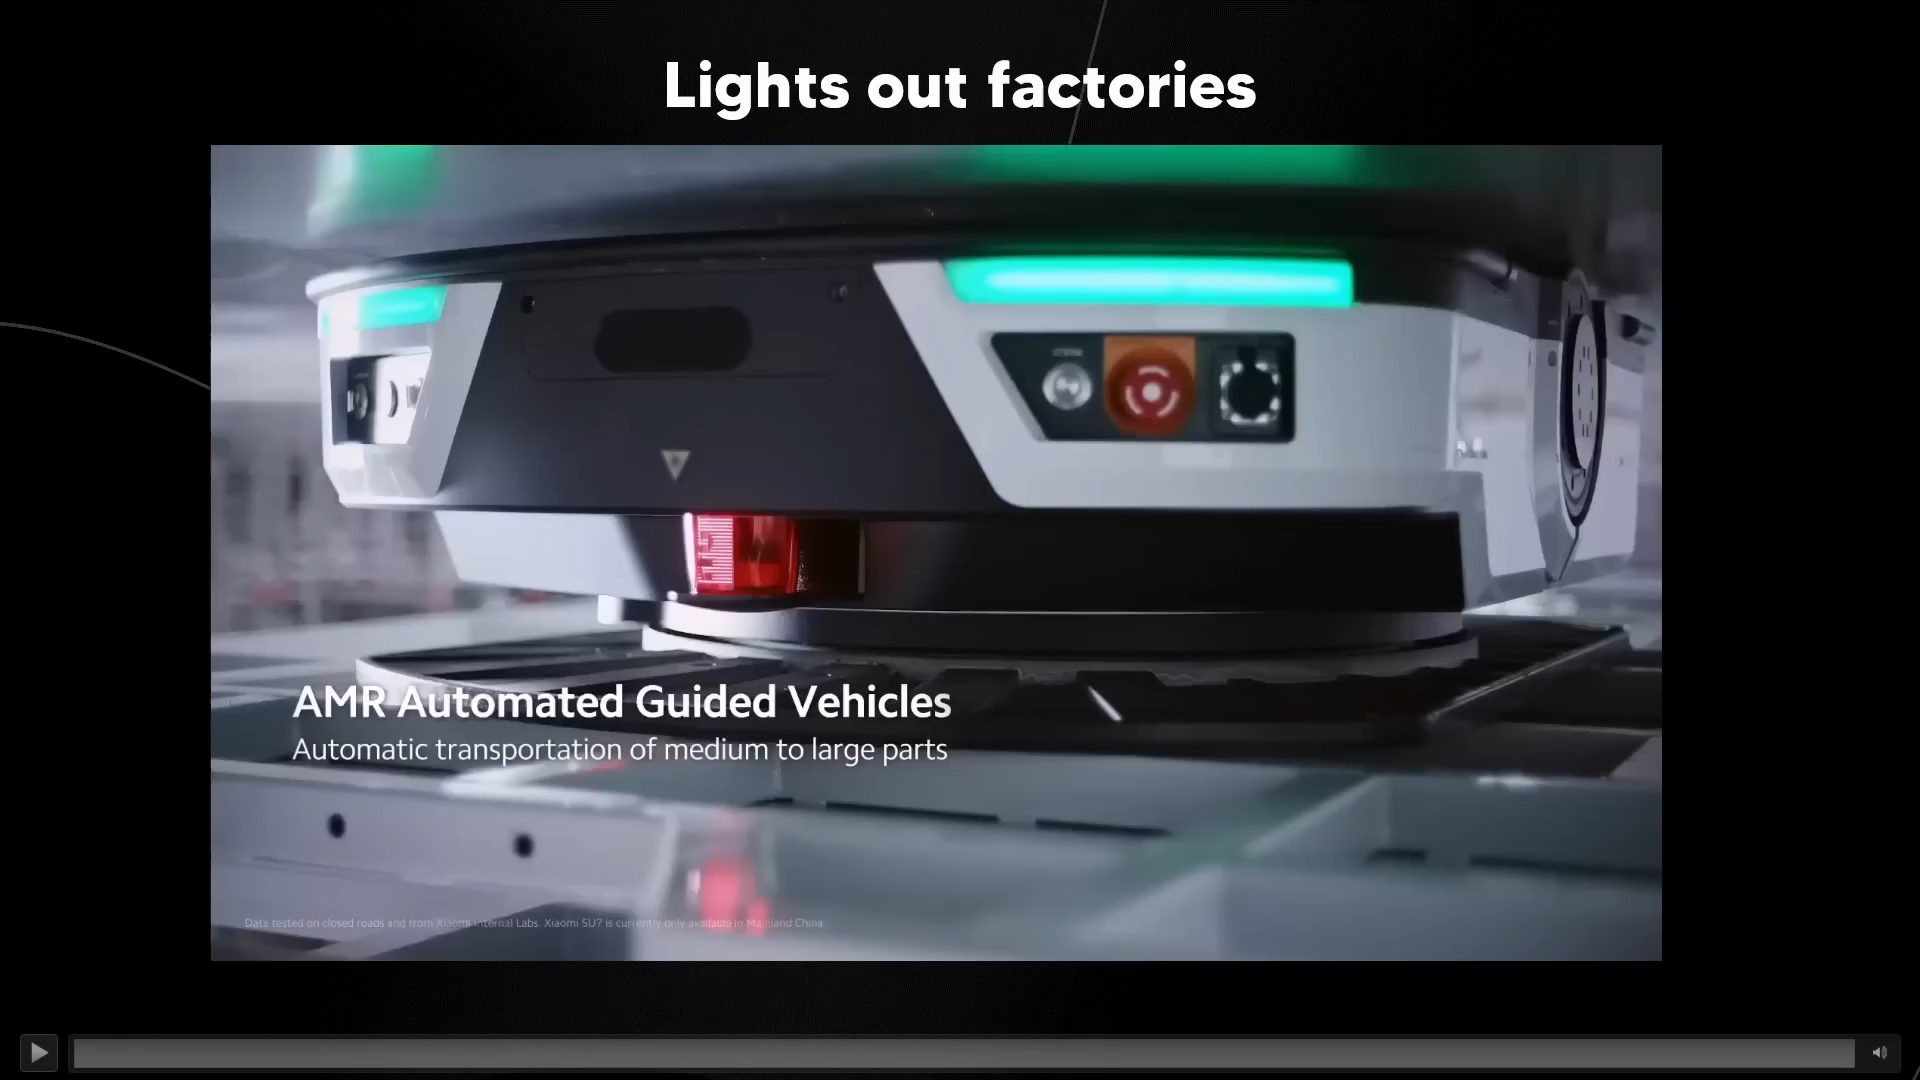 Lights out factories
AMR Automated Guided Vehicles
Automatic transportation of medium to large parts
Data tested on closed roads and from Xiaomi Internal Labs. Xiaomi SU7 is currently only available in Mainland China.